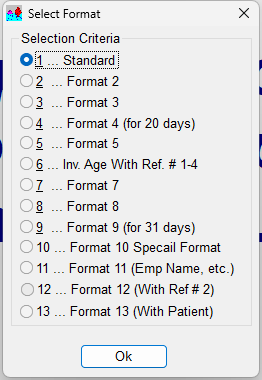 Select Format
Selection Criteria
1 ... Standard
2 ... Format 2
3 ... Format 3
4 ... Format 4 (for 20 days)
5 ... Format 5
6 ... Inv. Age With Ref. # 1-4
7 ... Format 7
8 ... Format 8
9 ... Format 9 (for 31 days)
10 ... Format 10 Specail Format
11 ... Format 11 (Emp Name, etc.)
12 ... Format 12 (With Ref # 2)
13 ... Format 13 (With Patient)
Ok